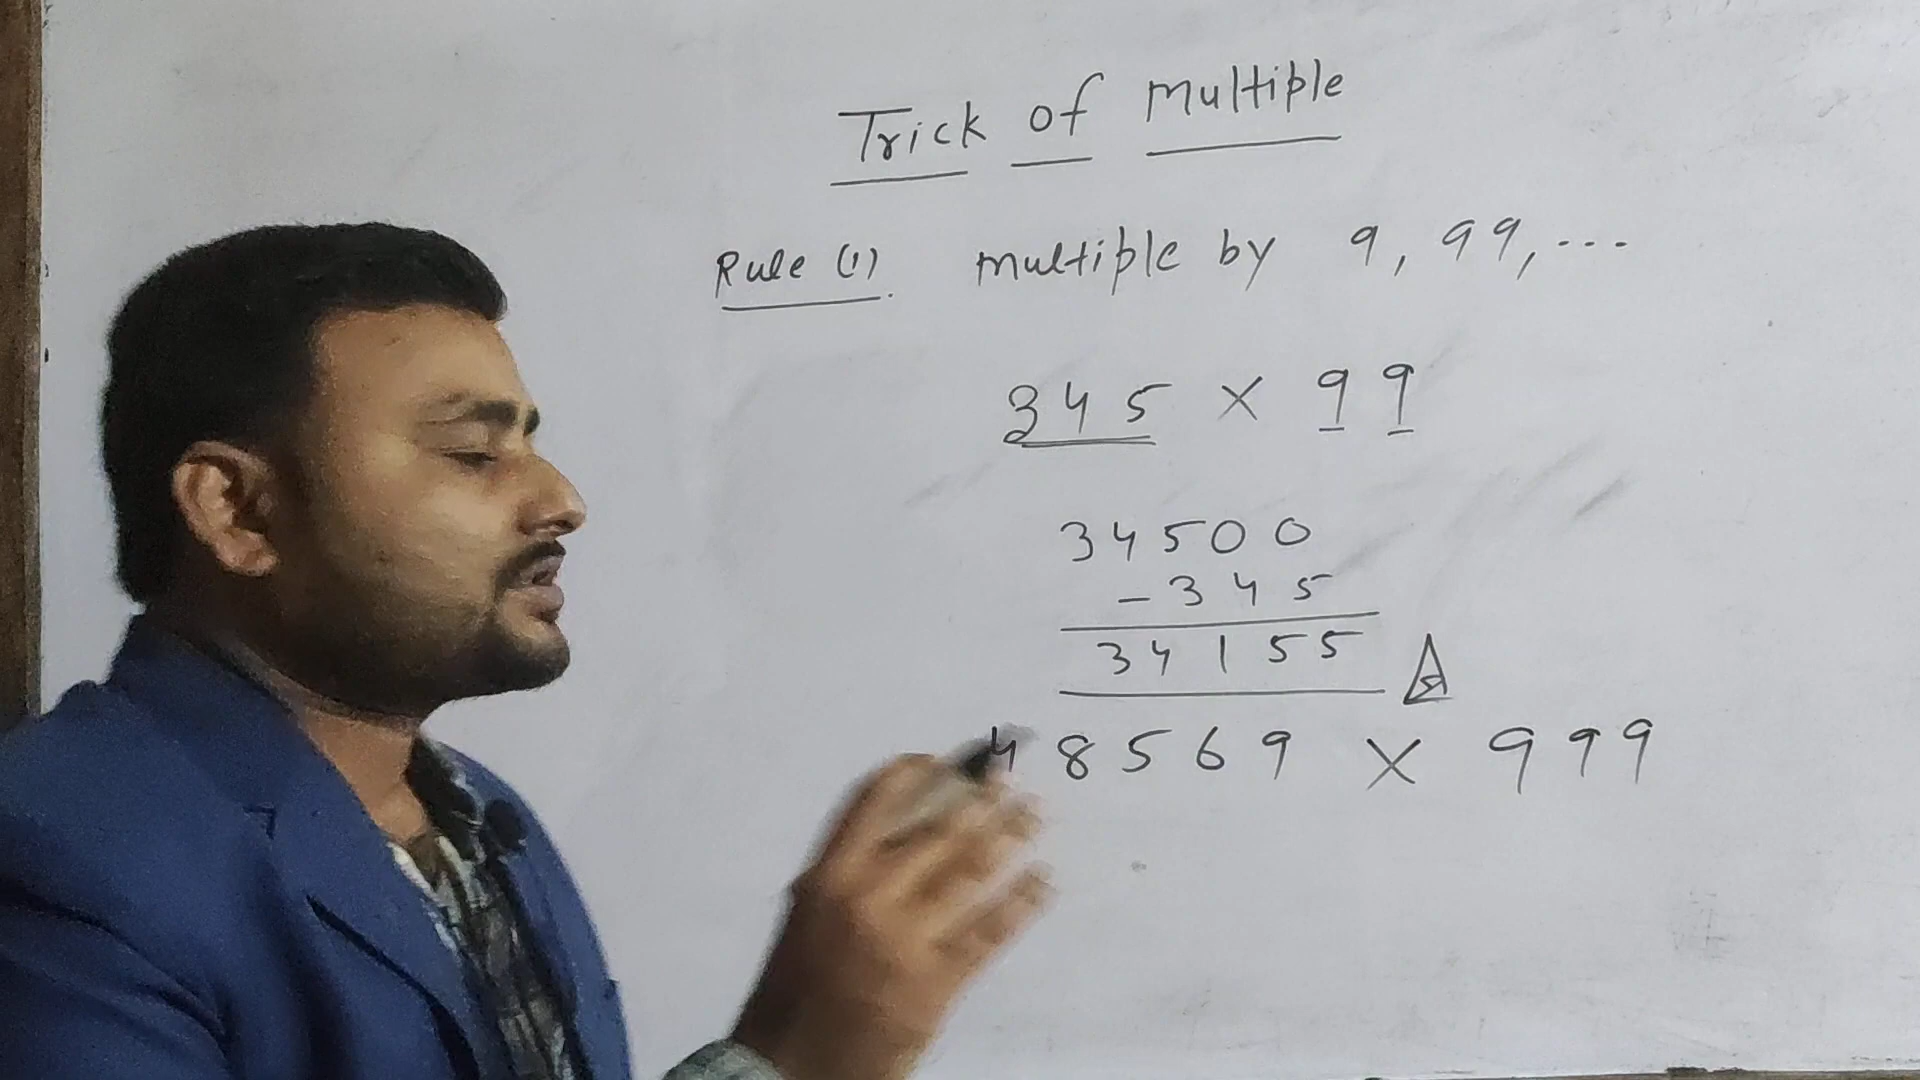 Trick of Multiple
Rule (1) multiple by 9, 99, ...
345 × 99
34500
- 345
34155 A
48569 × 999